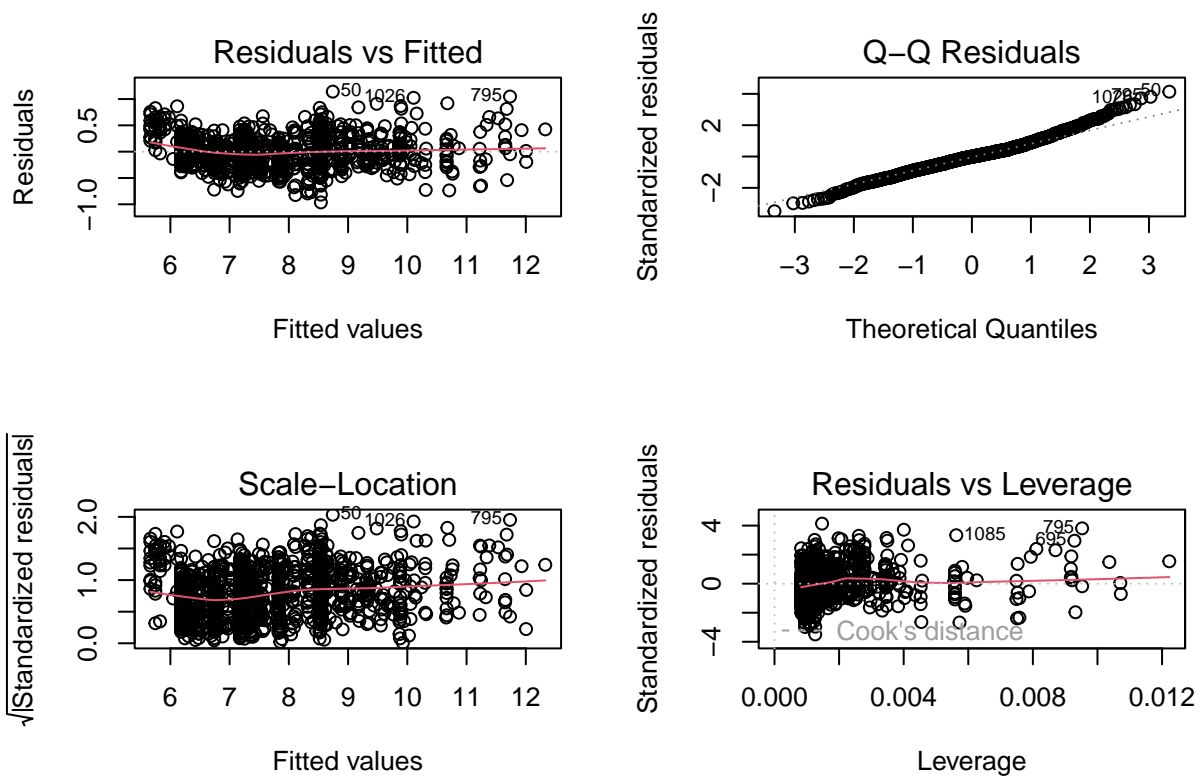 Residuals vs Fitted
Residuals
0.5
−1.0
50
1026
795
6 7 8 9 10 11 12
Fitted values
Q−Q Residuals
Standardized residuals
2
−2
50
−3 −2 −1 0 1 2 3
Theoretical Quantiles
Scale−Location
√|Standardized residuals|
2.0
1.0
0.0
50
1026
795
6 7 8 9 10 11 12
Fitted values
Residuals vs Leverage
Standardized residuals
4
0
−4
1085
795
695
Cook's distance
0.000 0.004 0.008 0.012
Leverage